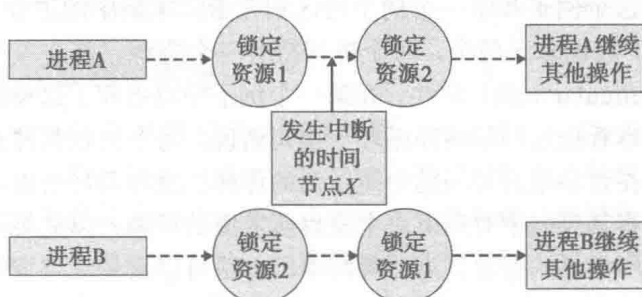 进程A
锁定
资源1
锁定
资源2
进程A继续
其他操作
发生中断
的时间
节点X
进程B
锁定
资源2
锁定
资源1
进程B继续
其他操作